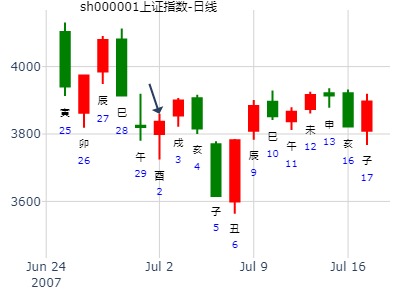 sh000001上证指数-日线
4000
3800
3600
寅
25
卯
26
辰
27
巳
28
午
29
酉
2
戌
3
亥
4
子
5
丑
6
辰
9
巳
10
午
11
未
12
申
13
亥
16
子
17
Jun 24
2007
Jul 2
Jul 9
Jul 16